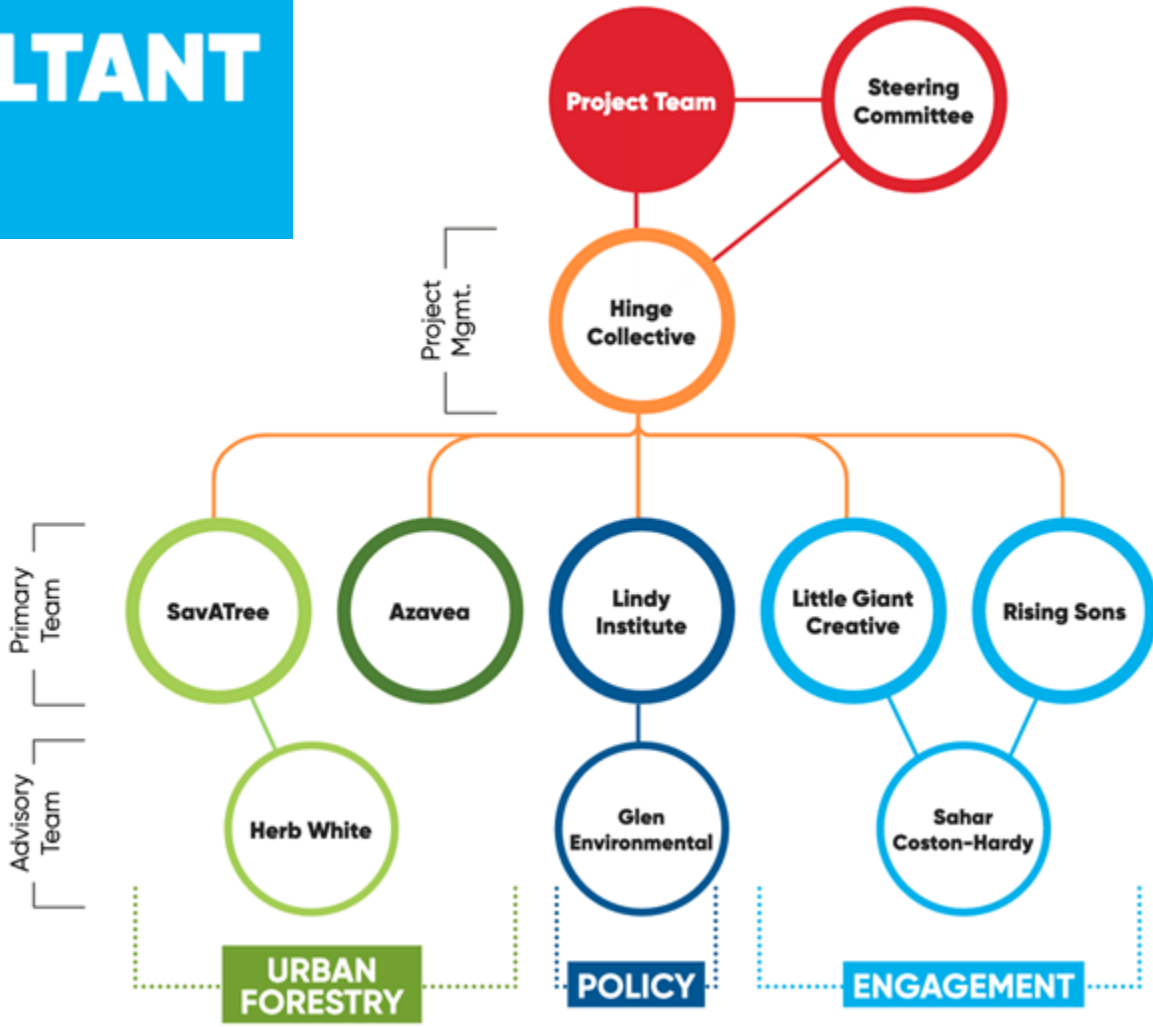 LTANT
Project Team
Steering
Committee
Project
Mgmt.
Hinge
Collective
Primary
Team
SavATree
Azavea
Lindy
Institute
Little Giant
Creative
Rising Sons
Advisory
Team
Herb White
Glen
Environmental
Sahar
Coston-Hardy
URBAN
FORESTRY
POLICY
ENGAGEMENT